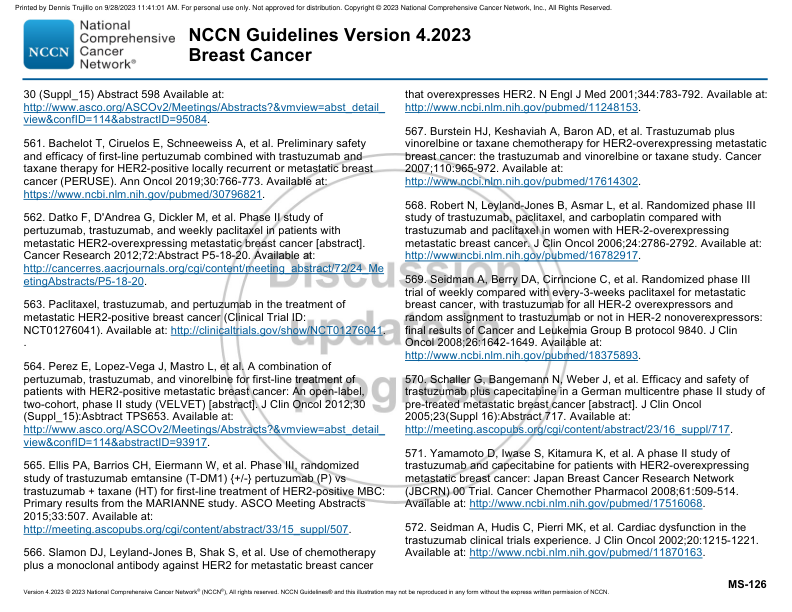 Printed by Dennis Trujillo on 9/28/2023 11:41:01 AM. For personal use only. Not approved for distribution. Copyright © 2023 National Comprehensive Cancer Network, Inc., All Rights Reserved.
NCCN
National
Comprehensive
Cancer
Network®
NCCN Guidelines Version 4.2023
Breast Cancer
30 (Suppl_15) Abstract 598 Available at:
http://www.asco.org/ASCOv2/Meetings/Abstracts?&vmview=abst_detail_
view&confID=114&abstractID=95084.
561. Bachelot T, Ciruelos E, Schneeweiss A, et al. Preliminary safety
and efficacy of first-line pertuzumab combined with trastuzumab and
taxane therapy for HER2-positive locally recurrent or metastatic breast
cancer (PERUSE). Ann Oncol 2019;30:766-773. Available at:
https://www.ncbi.nlm.nih.gov/pubmed/30796821.
562. Datko F, D'Andrea G, Dickler M, et al. Phase II study of
pertuzumab, trastuzumab, and weekly paclitaxel in patients with
metastatic HER2-overexpressing metastatic breast cancer [abstract].
Cancer Research 2012;72:Abstract P5-18-20. Available at:
http://cancerres.aacrjournals.org/cgi/content/meeting_abstract/72/24_Me
etingAbstracts/P5-18-20.
563. Paclitaxel, trastuzumab, and pertuzumab in the treatment of
metastatic HER2-positive breast cancer (Clinical Trial ID:
NCT01276041). Available at: http://clinicaltrials.gov/show/NCT01276041.
.
564. Perez E, Lopez-Vega J, Mastro L, et al. A combination of
pertuzumab, trastuzumab, and vinorelbine for first-line treatment of
patients with HER2-positive metastatic breast cancer: An open-label,
two-cohort, phase II study (VELVET) [abstract]. J Clin Oncol 2012;30
(Suppl_15):Asbtract TPS653. Available at:
http://www.asco.org/ASCOv2/Meetings/Abstracts?&vmview=abst_detail_
view&confID=114&abstractID=93917.
565. Ellis PA, Barrios CH, Eiermann W, et al. Phase III, randomized
study of trastuzumab emtansine (T-DM1) {+/-} pertuzumab (P) vs
trastuzumab + taxane (HT) for first-line treatment of HER2-positive MBC:
Primary results from the MARIANNE study. ASCO Meeting Abstracts
2015;33:507. Available at:
http://meeting.ascopubs.org/cgi/content/abstract/33/15_suppl/507.
566. Slamon DJ, Leyland-Jones B, Shak S, et al. Use of chemotherapy
plus a monoclonal antibody against HER2 for metastatic breast cancer
that overexpresses HER2. N Engl J Med 2001;344:783-792. Available at:
http://www.ncbi.nlm.nih.gov/pubmed/11248153.
567. Burstein HJ, Keshaviah A, Baron AD, et al. Trastuzumab plus
vinorelbine or taxane chemotherapy for HER2-overexpressing metastatic
breast cancer: the trastuzumab and vinorelbine or taxane study. Cancer
2007;110:965-972. Available at:
http://www.ncbi.nlm.nih.gov/pubmed/17614302.
568. Robert N, Leyland-Jones B, Asmar L, et al. Randomized phase III
study of trastuzumab, paclitaxel, and carboplatin compared with
trastuzumab and paclitaxel in women with HER-2-overexpressing
metastatic breast cancer. J Clin Oncol 2006;24:2786-2792. Available at:
http://www.ncbi.nlm.nih.gov/pubmed/16782917.
569. Seidman A, Berry DA, Cirrincione C, et al. Randomized phase III
trial of weekly compared with every-3-weeks paclitaxel for metastatic
breast cancer, with trastuzumab for all HER-2 overexpressors and
random assignment to trastuzumab or not in HER-2 nonoverexpressors:
final results of Cancer and Leukemia Group B protocol 9840. J Clin
Oncol 2008;26:1642-1649. Available at:
http://www.ncbi.nlm.nih.gov/pubmed/18375893.
570. Schaller G, Bangemann N, Weber J, et al. Efficacy and safety of
trastuzumab plus capecitabine in a German multicentre phase II study of
pre-treated metastatic breast cancer [abstract]. J Clin Oncol
2005;23(Suppl 16):Abstract 717. Available at:
http://meeting.ascopubs.org/cgi/content/abstract/23/16_suppl/717.
571. Yamamoto D, Iwase S, Kitamura K, et al. A phase II study of
trastuzumab and capecitabine for patients with HER2-overexpressing
metastatic breast cancer: Japan Breast Cancer Research Network
(JBCRN) 00 Trial. Cancer Chemother Pharmacol 2008;61:509-514.
Available at: http://www.ncbi.nlm.nih.gov/pubmed/17516068.
572. Seidman A, Hudis C, Pierri MK, et al. Cardiac dysfunction in the
trastuzumab clinical trials experience. J Clin Oncol 2002;20:1215-1221.
Available at: http://www.ncbi.nlm.nih.gov/pubmed/11870163.
Discussion
update in
progress
MS-126
Version 4.2023 © 2023 National Comprehensive Cancer Network® (NCCN®), All rights reserved. NCCN Guidelines® and this illustration may not be reproduced in any form without the express written permission of NCCN.